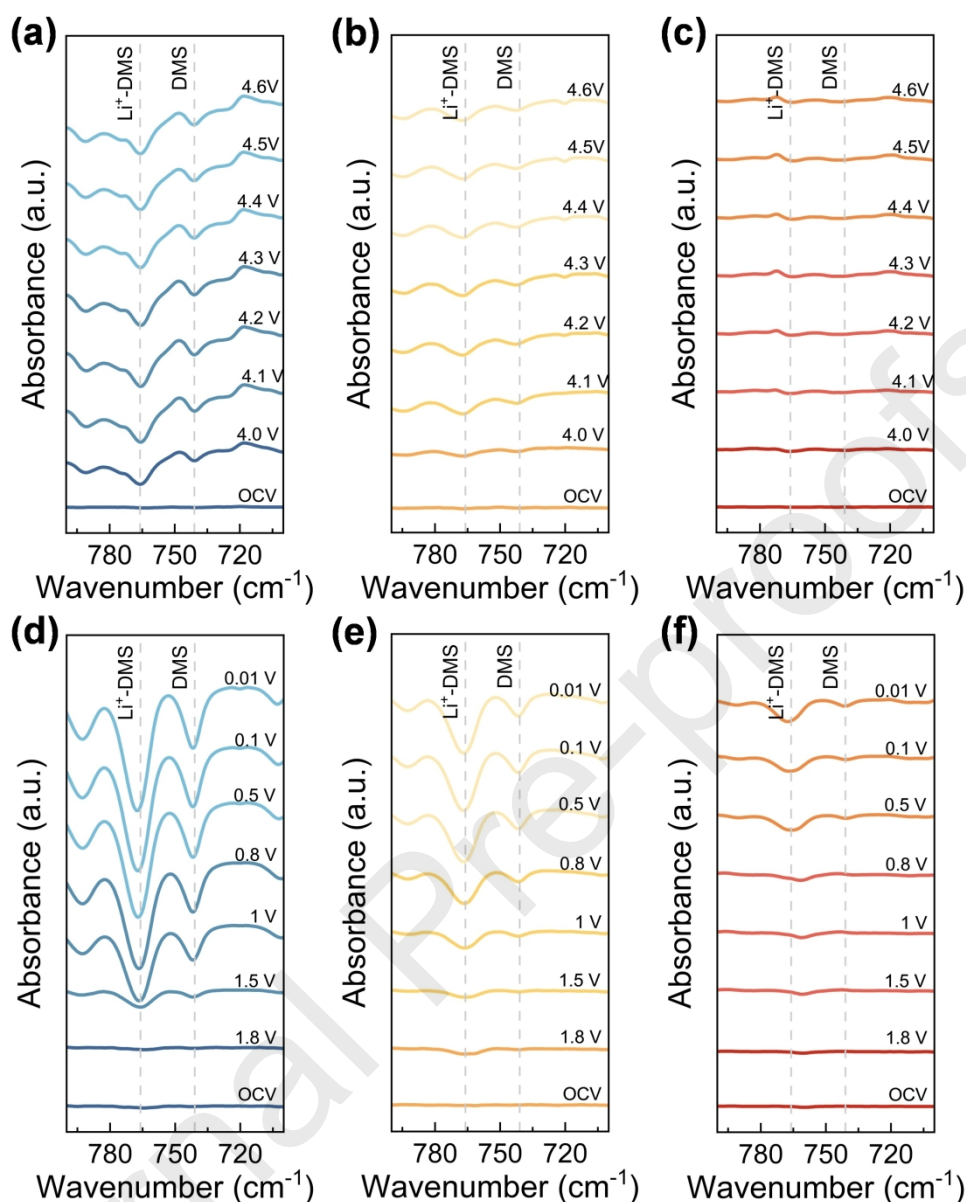 (a)
Absorbance (a.u.)
Li⁺-DMS
DMS
4.6V
4.5V
4.4 V
4.3 V
4.2 V
4.1 V
4.0 V
OCV
780 750 720
Wavenumber (cm⁻¹)
(b)
Absorbance (a.u.)
Li⁺-DMS
DMS
4.6V
4.5V
4.4 V
4.3 V
4.2 V
4.1 V
4.0 V
OCV
780 750 720
Wavenumber (cm⁻¹)
(c)
Absorbance (a.u.)
Li⁺-DMS
DMS
4.6V
4.5V
4.4 V
4.3 V
4.2 V
4.1 V
4.0 V
OCV
780 750 720
Wavenumber (cm⁻¹)
(d)
Absorbance (a.u.)
Li⁺-DMS
DMS
0.01 V
0.1 V
0.5 V
0.8 V
1 V
1.5 V
1.8 V
OCV
780 750 720
Wavenumber (cm⁻¹)
(e)
Absorbance (a.u.)
Li⁺-DMS
DMS
0.01 V
0.1 V
0.5 V
0.8 V
1 V
1.5 V
1.8 V
OCV
780 750 720
Wavenumber (cm⁻¹)
(f)
Absorbance (a.u.)
Li⁺-DMS
DMS
0.01 V
0.1 V
0.5 V
0.8 V
1 V
1.5 V
1.8 V
OCV
780 750 720
Wavenumber (cm⁻¹)
rnal Pre-proofs